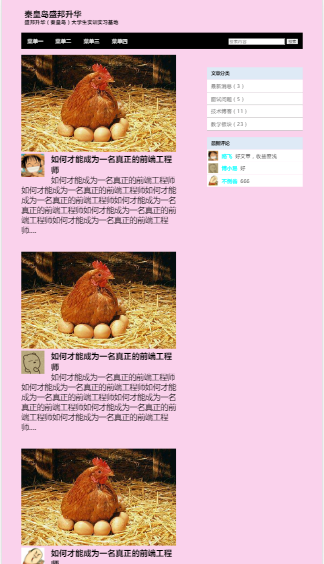 秦皇岛盛邦升华
盛邦升华（秦皇岛）大学生实训实习基地
菜单一 菜单二 菜单三 菜单四
如何才能成为一名真正的前端工程
师
如何才能成为一名真正的前端工程师
如何才能成为一名真正的前端工程师如何才能
成为一名真正的前端工程师如何才能成为一名
真正的前端工程师如何才能成为一名真正的前
端工程师如何才能成为一名真正的前端工程
师....
如何才能成为一名真正的前端工程
师
如何才能成为一名真正的前端工程师
如何才能成为一名真正的前端工程师如何才能
成为一名真正的前端工程师如何才能成为一名
真正的前端工程师如何才能成为一名真正的前
端工程师如何才能成为一名真正的前端工程
师....
如何才能成为一名真正的前端工程
师
文章分类
最新消息 ( 3 )
面试问题 ( 5 )
技术博客 ( 11 )
教学资源 ( 23 )
最新评论
好文章，收益匪浅
好
666